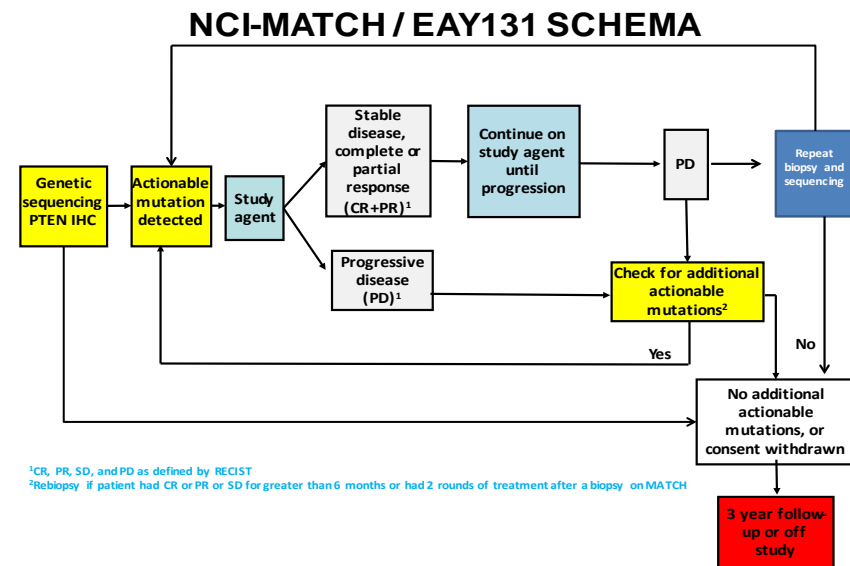 NCI-MATCH / EAY131 SCHEMA
Genetic
sequencing
PTEN IHC
Actionable
mutation
detected
Study
agent
Stable
disease,
complete or
partial
response
(CR+PR)¹
Continue on
study agent
until
progression
PD
Repeat
biopsy and
sequencing
Progressive
disease
(PD)¹
Check for additional
actionable
mutations²
Yes
No
No additional
actionable
mutations, or
consent withdrawn
¹CR, PR, SD, and PD as defined by RECIST
²Rebiopsy if patient had CR or PR or SD for greater than 6 months or had 2 rounds of treatment after a biopsy on MATCH
3 year follow-
up or off
study